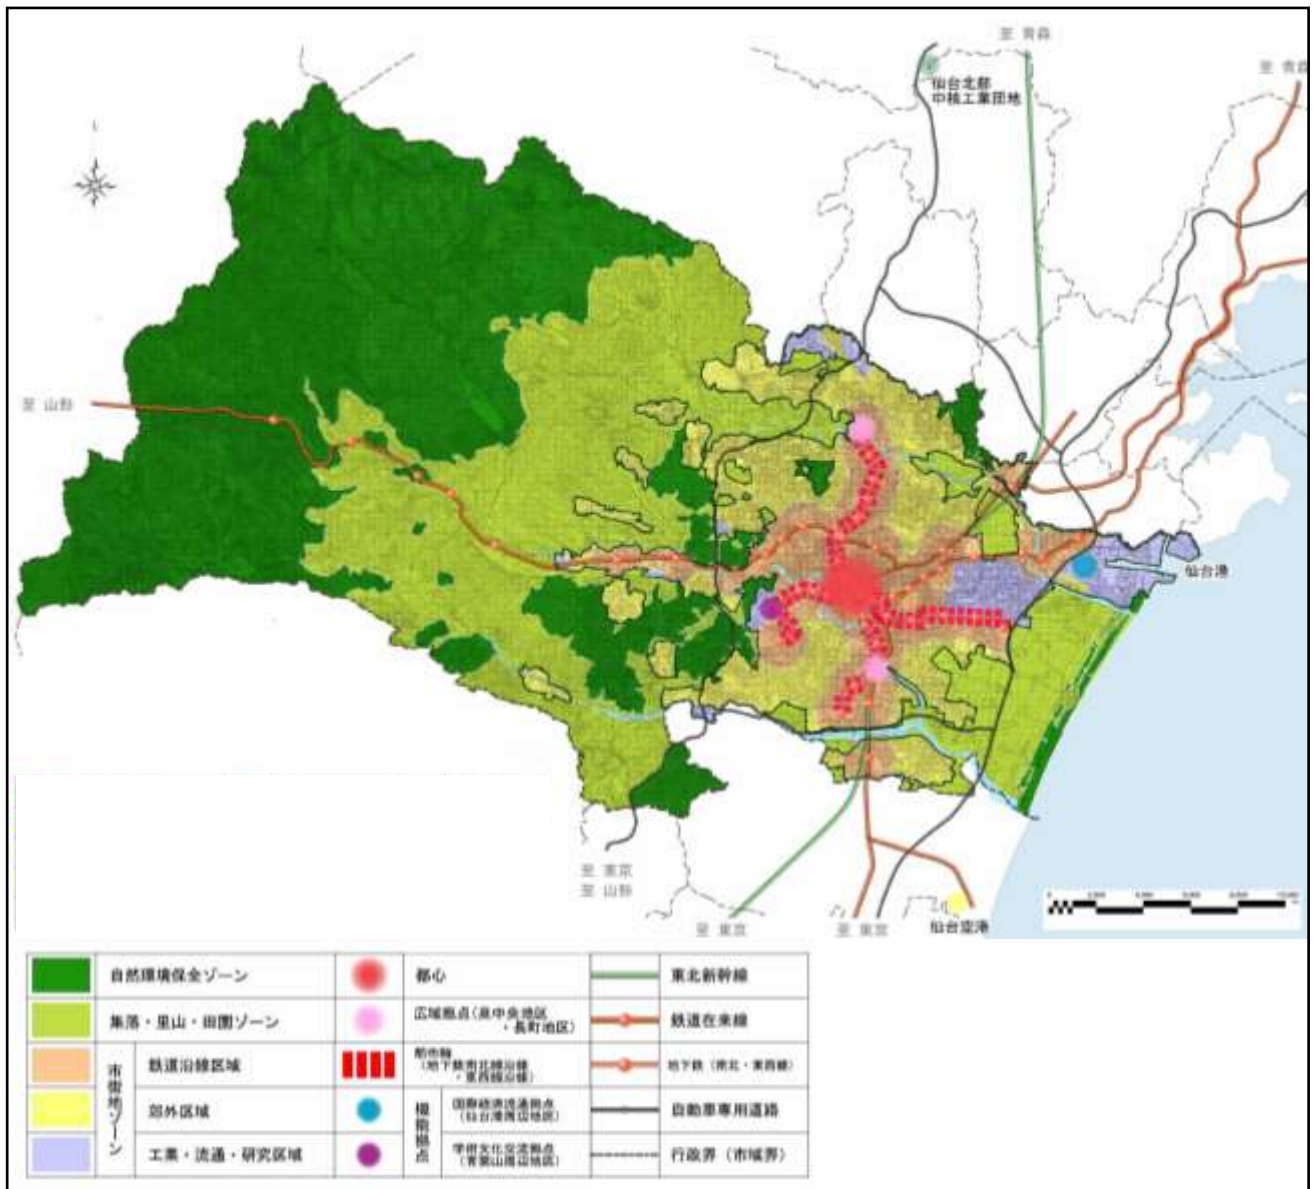 至 青森
至 青森
仙台北部
中核工業団地
至 山形
仙台港
至 東京
至 山形
至 東京
至 東京
仙台空港
自然環境保全ゾーン
都心
東北新幹線
集落・里山・田園ゾーン
広域拠点(泉中央地区
・長町地区)
鉄道在来線
市街地ゾーン
鉄道沿線区域
都市軸
(地下鉄南北線沿線
・東西線沿線)
地下鉄(南北・東西線)
郊外区域
機能拠点
国際経済流通拠点
(仙台港周辺地区)
自動車専用道路
工業・流通・研究区域
学術文化交流拠点
(青葉山周辺地区)
行政界(市域界)